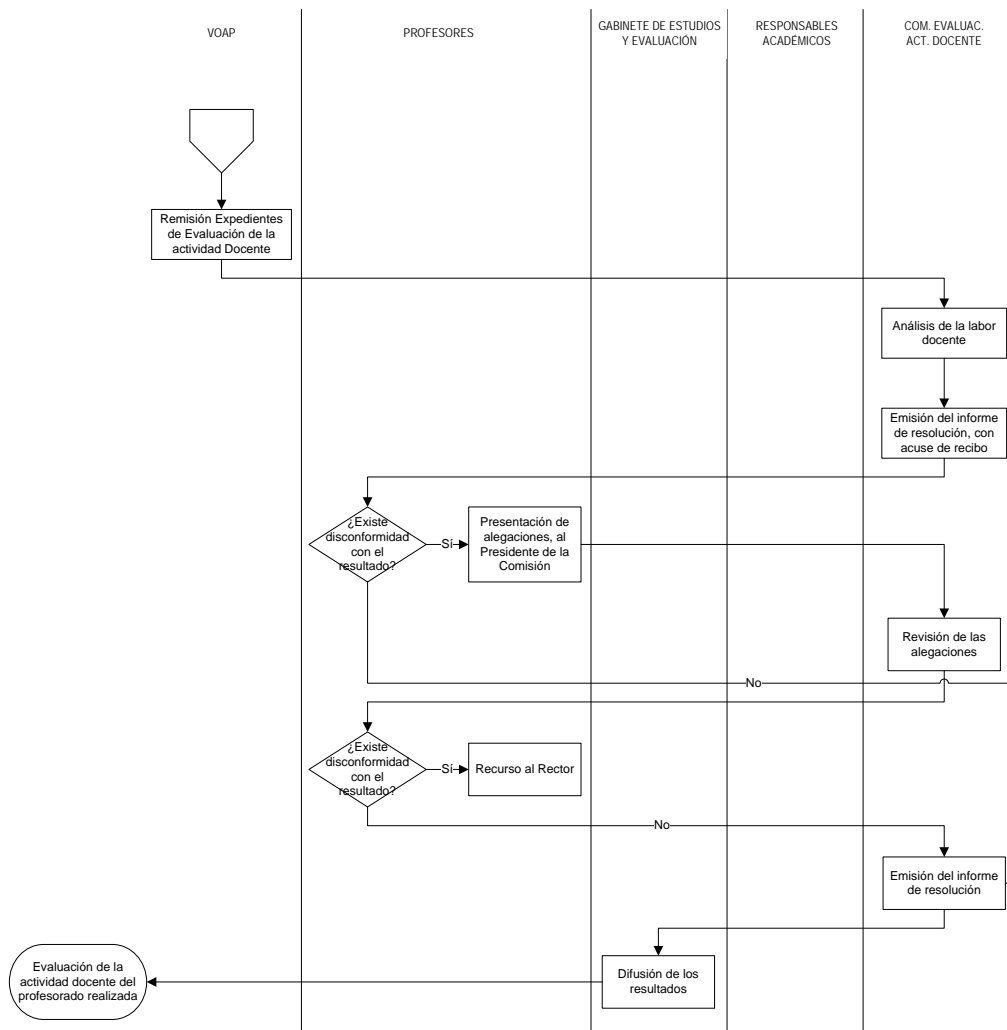 VOAP
PROFESORES
GABINETE DE ESTUDIOS
Y EVALUACIÓN
RESPONSABLES
ACADÉMICOS
COM. EVALUAC.
ACT. DOCENTE
Remisión Expedientes
de Evaluación de la
actividad Docente
Análisis de la labor
docente
Emisión del informe
de resolución, con
acuse de recibo
¿Existe
disconformidad
con el
resultado?
Sí
Presentación de
alegaciones, al
Presidente de la
Comisión
Revisión de las
alegaciones
No
¿Existe
disconformidad
con el
resultado?
Sí
Recurso al Rector
No
Emisión del informe
de resolución
Difusión de los
resultados
Evaluación de la
actividad docente del
profesorado realizada